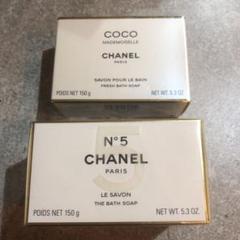 COCO
MADEMOISELLE
CHANEL
PARIS
SAVON POUR LE BAIN
FRESH BATH SOAP
POIDS NET 150 g NET WT. 5.3 OZ
N°5
CHANEL
PARIS
LE SAVON
THE BATH SOAP
POIDS NET 150 g NET WT. 5.3 OZ.